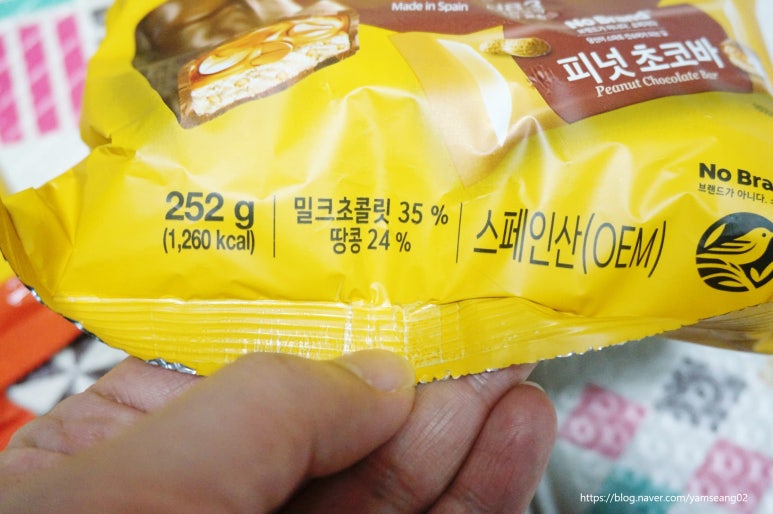 Made in Spain
No Brand
피넛 초코바
Peanut Chocolate Bar
252 g
(1,260 kcal)
밀크초콜릿 35 %
땅콩 24 %
스페인산(OEM)
No Bra
브랜드가 아니다.
https://blog.naver.com/yamseang02